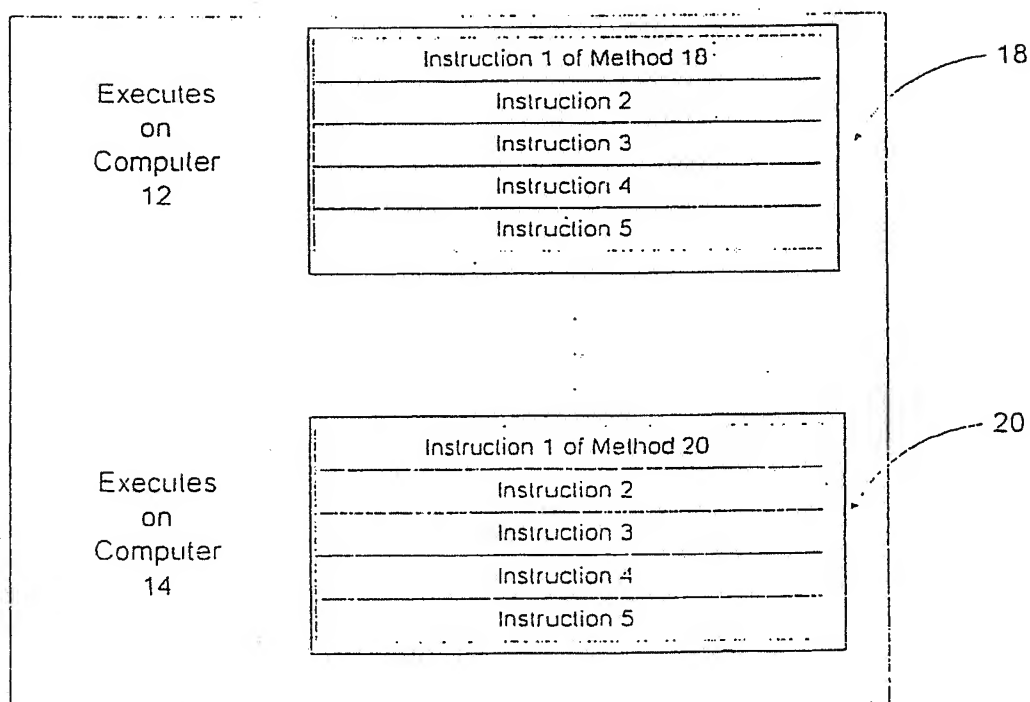 Instruction 1 of Method 18
18
Executes
on
Computer
12
Instruction 2
Instruction 3
Instruction 4
Instruction 5
Instruction 1 of Method 20
20
Executes
on
Computer
14
Instruction 2
Instruction 3
Instruction 4
Instruction 5